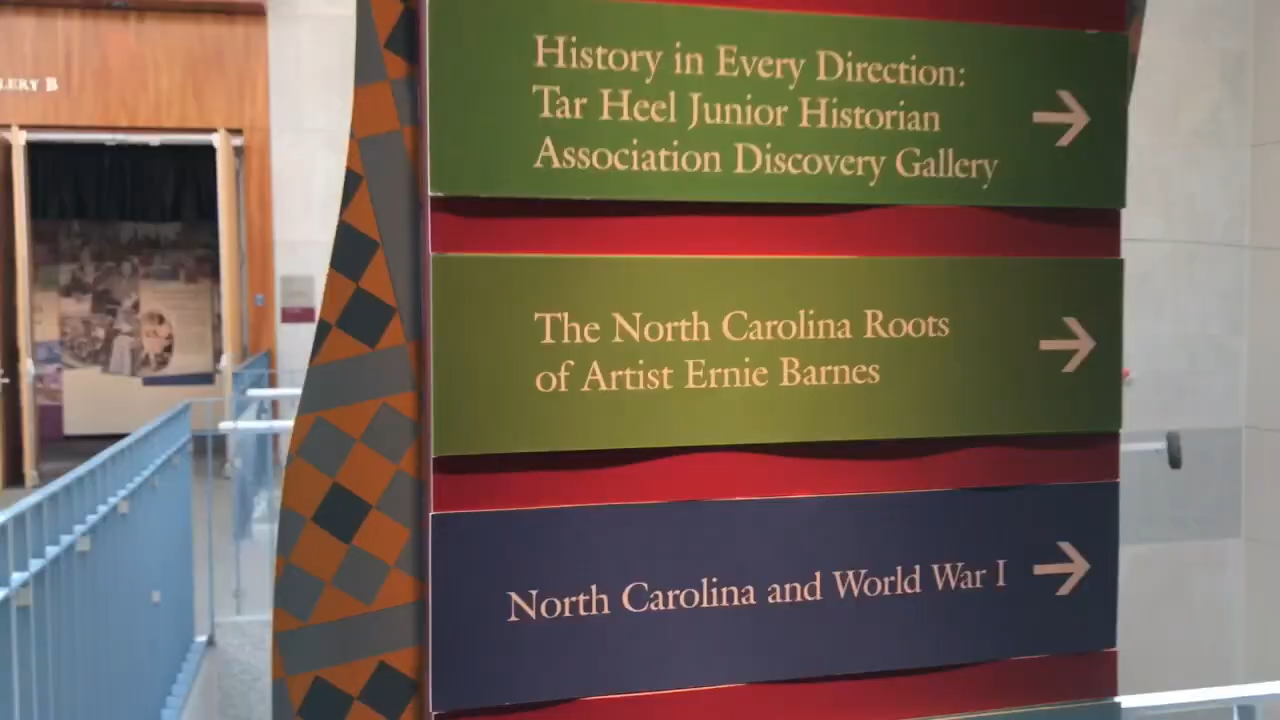 LERY B
History in Every Direction:
Tar Heel Junior Historian
Association Discovery Gallery
The North Carolina Roots
of Artist Ernie Barnes
North Carolina and World War I